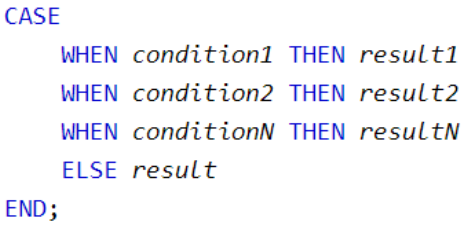 CASE
    WHEN condition1 THEN result1
    WHEN condition2 THEN result2
    WHEN conditionN THEN resultN
    ELSE result
END;